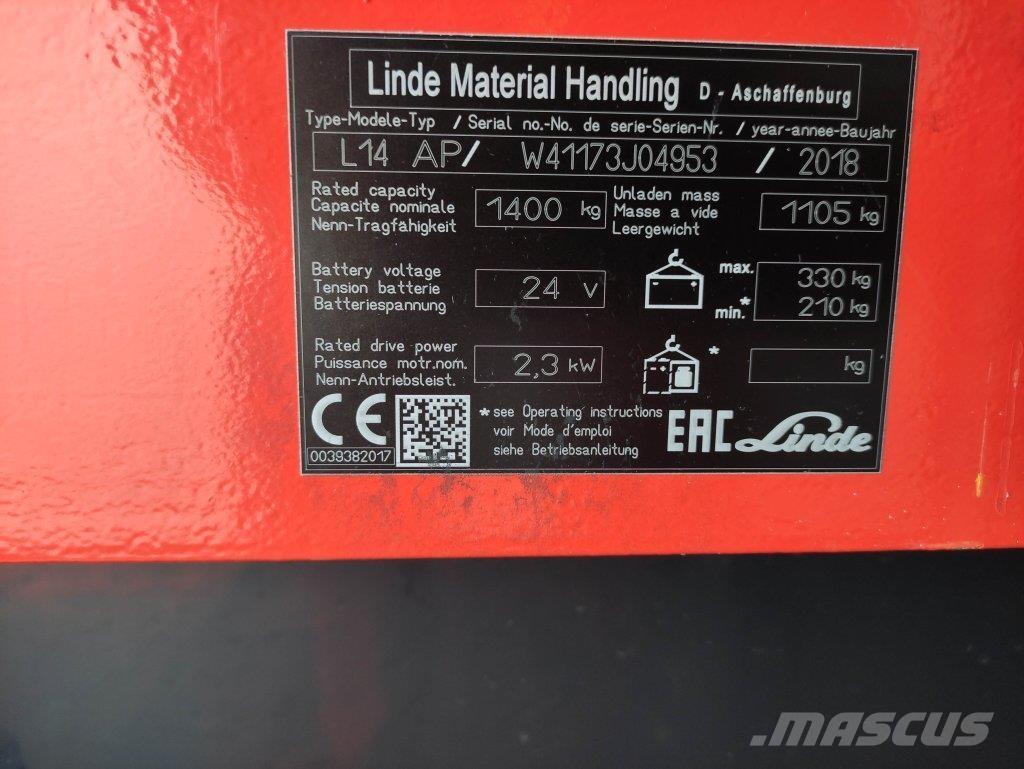 Linde Material Handling D - Aschaffenburg
Type-Modele-Typ / Serial no.-No. de serie-Serien-Nr. / year-annee-Baujahr
L14 AP/ W41173J04953 / 2018
Rated capacity
Capacite nominale
Nenn-Tragfähigkeit
1400 kg
Unladen mass
Masse a vide
Leergewicht
1105 kg
Battery voltage
Tension batterie
Batteriespannung
24 V
max. 330 kg
min.* 210 kg
Rated drive power
Puissance motr.nom.
Nenn-Antriebsleist.
2,3 kW
* kg
CE
0039382017
* see Operating instructions
voir Mode d'emploi
siehe Betriebsanleitung
EAC Linde
MASCUS